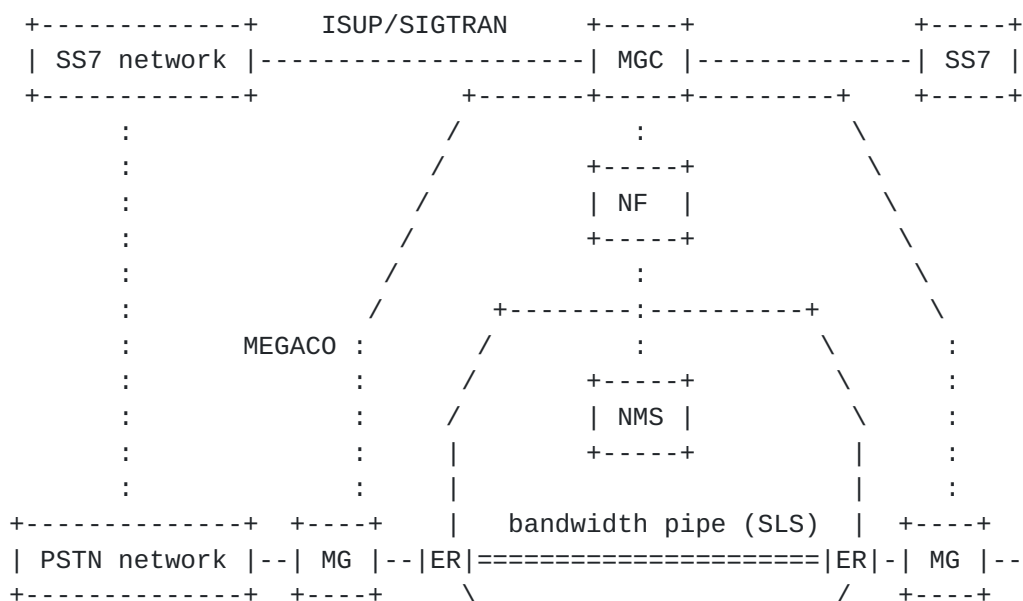 ISUP/SIGTRAN
SS7 network MGC SS7
NF
MEGACO
NMS
bandwidth pipe (SLS)
PSTN network MG ER ER MG